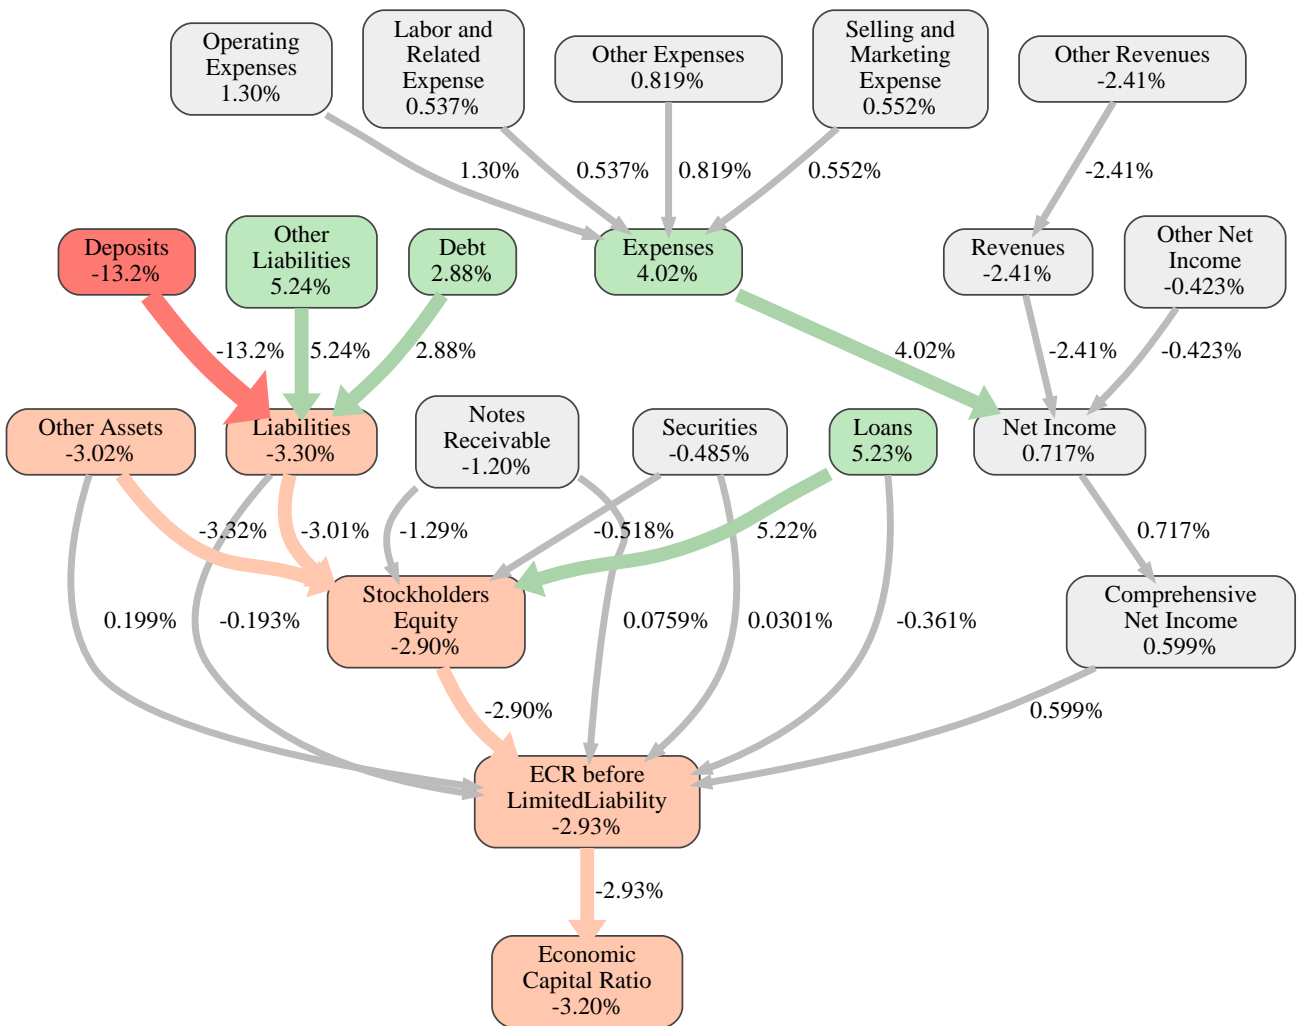 Operating
Expenses
1.30%
Labor and
Related
Expense
0.537%
Other Expenses
0.819%
Selling and
Marketing
Expense
0.552%
Other Revenues
-2.41%
1.30%
0.537%
0.819%
0.552%
-2.41%
Deposits
-13.2%
Other
Liabilities
5.24%
Debt
2.88%
Expenses
4.02%
Revenues
-2.41%
Other Net
Income
-0.423%
-13.2%
5.24%
2.88%
4.02%
-2.41%
-0.423%
Other Assets
-3.02%
Liabilities
-3.30%
Notes
Receivable
-1.20%
Securities
-0.485%
Loans
5.23%
Net Income
0.717%
-3.32%
-3.01%
-1.29%
-0.518%
5.22%
0.717%
Stockholders
Equity
-2.90%
Comprehensive
Net Income
0.599%
0.199%
-0.193%
0.0759%
0.0301%
-0.361%
-2.90%
0.599%
ECR before
LimitedLiability
-2.93%
-2.93%
Economic
Capital Ratio
-3.20%